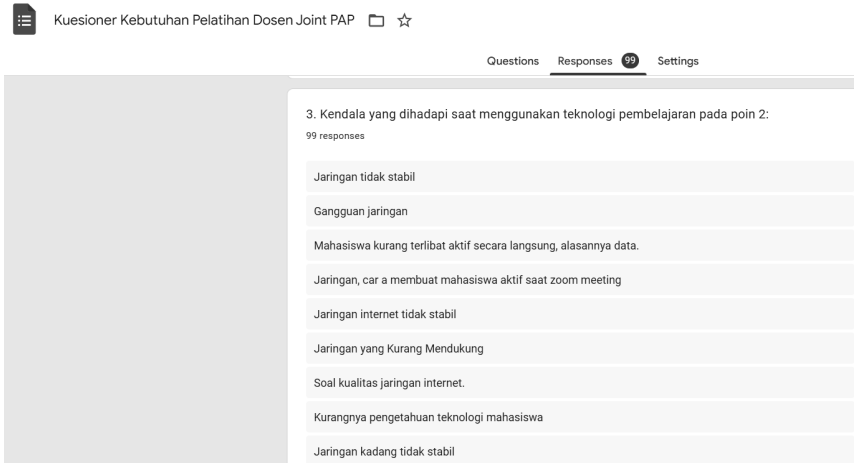 Kuesioner Kebutuhan Pelatihan Dosen Joint PAP
Questions Responses 99 Settings
3. Kendala yang dihadapi saat menggunakan teknologi pembelajaran pada poin 2:
99 responses
Jaringan tidak stabil
Gangguan jaringan
Mahasiswa kurang terlibat aktif secara langsung, alasannya data.
Jaringan, car a membuat mahasiswa aktif saat zoom meeting
Jaringan internet tidak stabil
Jaringan yang Kurang Mendukung
Soal kualitas jaringan internet.
Kurangnya pengetahuan teknologi mahasiswa
Jaringan kadang tidak stabil